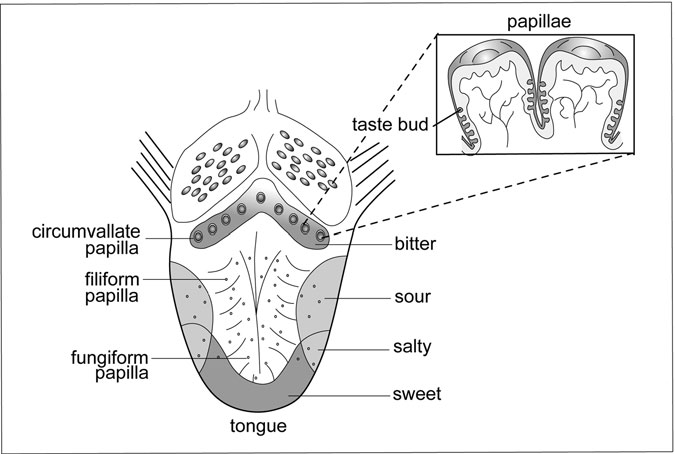 papillae
taste bud
circumvallate
papilla
bitter
filiform
papilla
sour
salty
fungiform
papilla
sweet
tongue